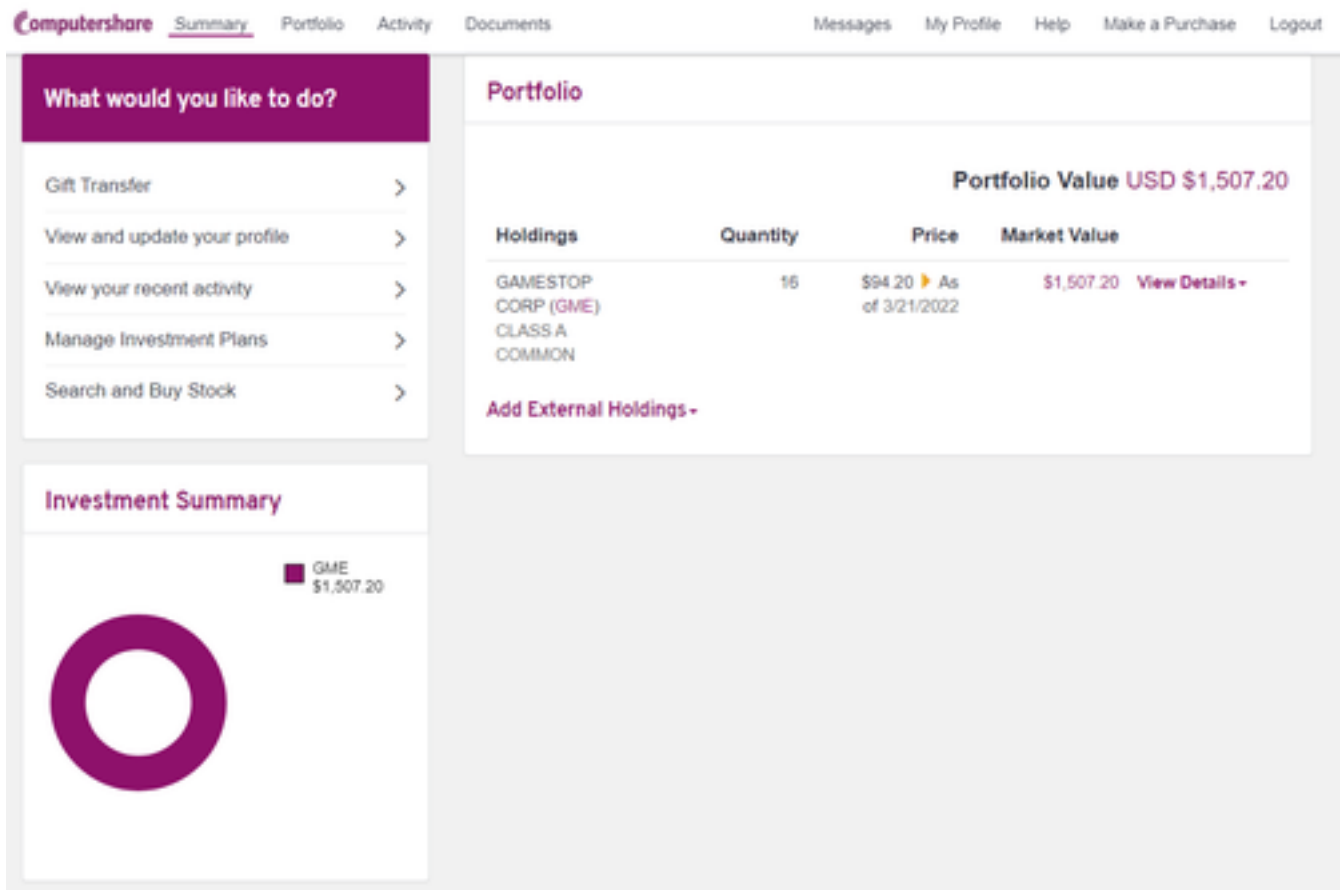 Computershare Summary Portfolio Activity Documents Messages My Profile Help Make a Purchase Logout
What would you like to do?
Gift Transfer
View and update your profile
View your recent activity
Manage Investment Plans
Search and Buy Stock
Portfolio
Portfolio Value USD $1,507.20
Holdings Quantity Price Market Value
GAMESTOP 16 $94.20 As $1,507.20 View Details
CORP (GME) of 3/21/2022
CLASS A
COMMON
Add External Holdings
Investment Summary
GME
$1,507.20